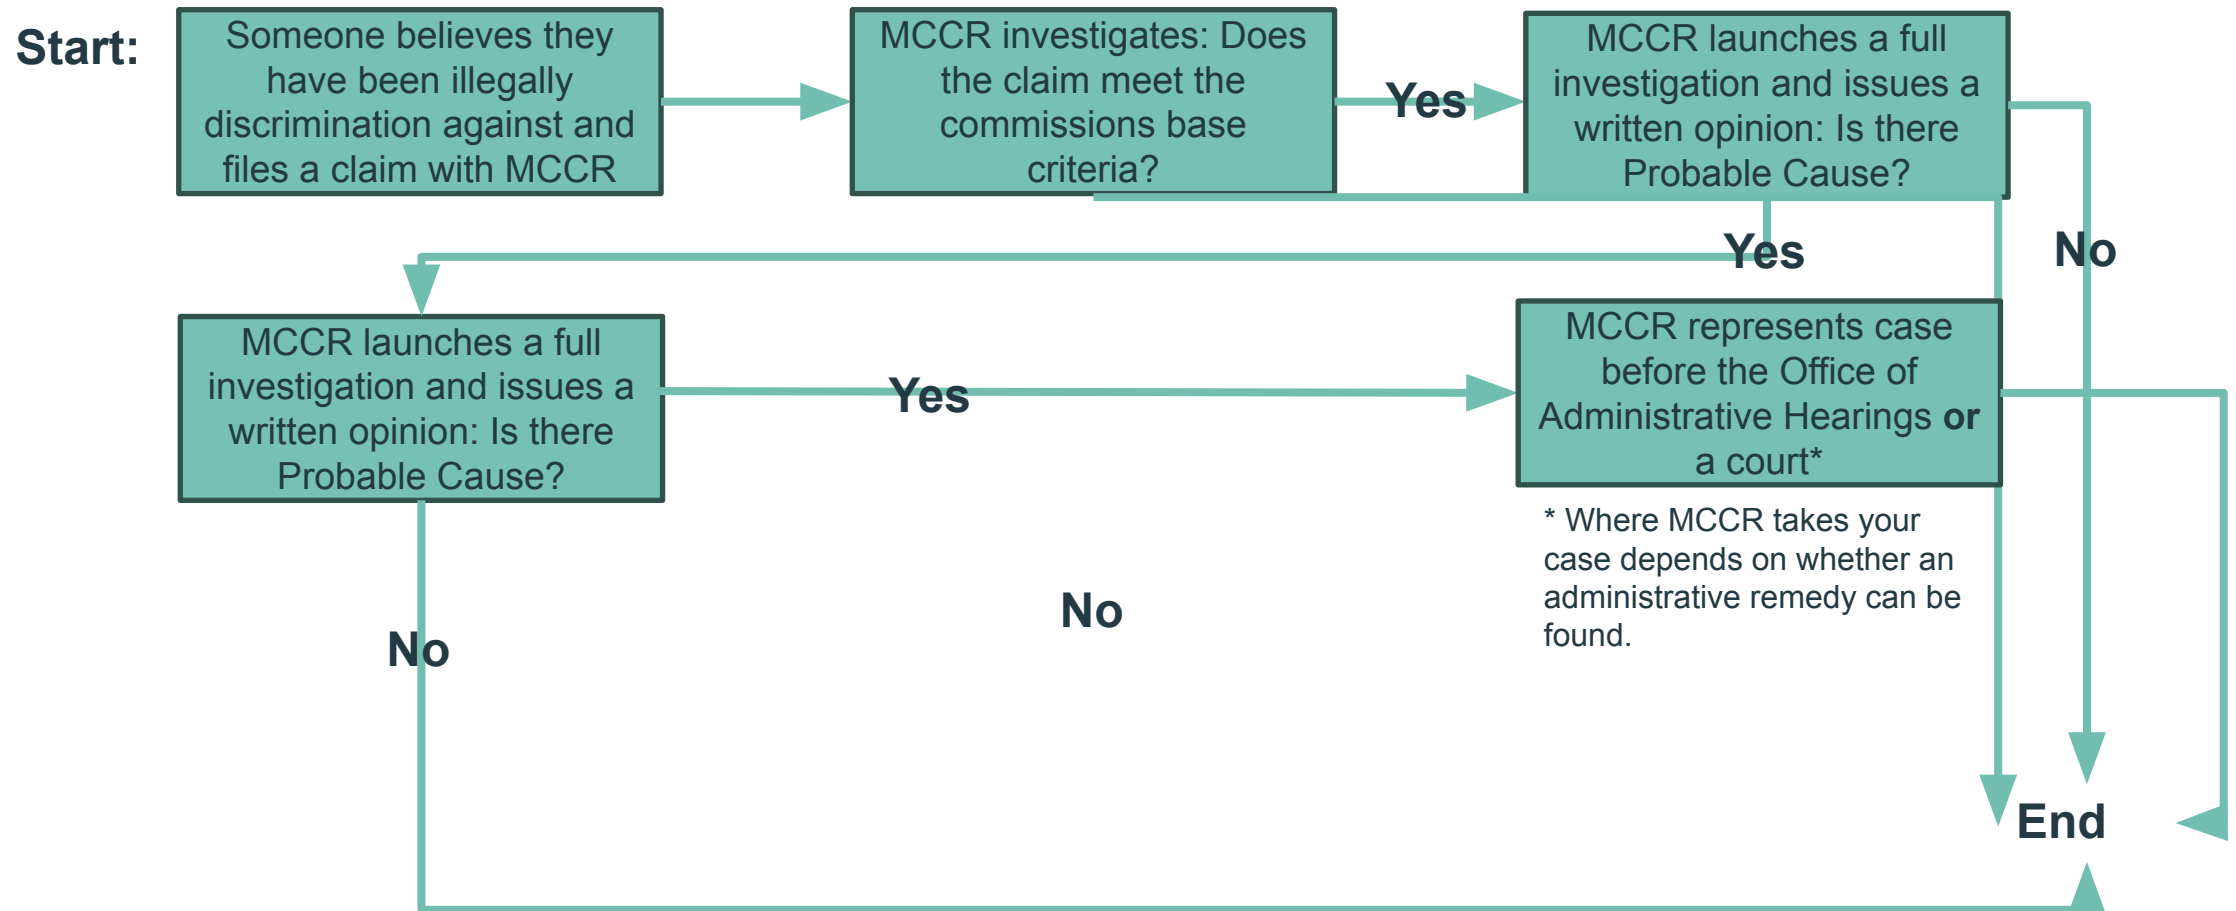 Start:
Someone believes they
have been illegally
discrimination against and
files a claim with MCCR
MCCR investigates: Does
the claim meet the
commissions base
criteria?
Yes
MCCR launches a full
investigation and issues a
written opinion: Is there
Probable Cause?
Yes
No
MCCR launches a full
investigation and issues a
written opinion: Is there
Probable Cause?
Yes
MCCR represents case
before the Office of
Administrative Hearings or
a court*
* Where MCCR takes your
case depends on whether an
administrative remedy can be
found.
No
No
End